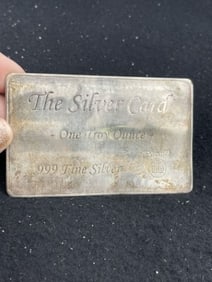 The Silver Card
- One Troy Ounce -
999 Fine Silver